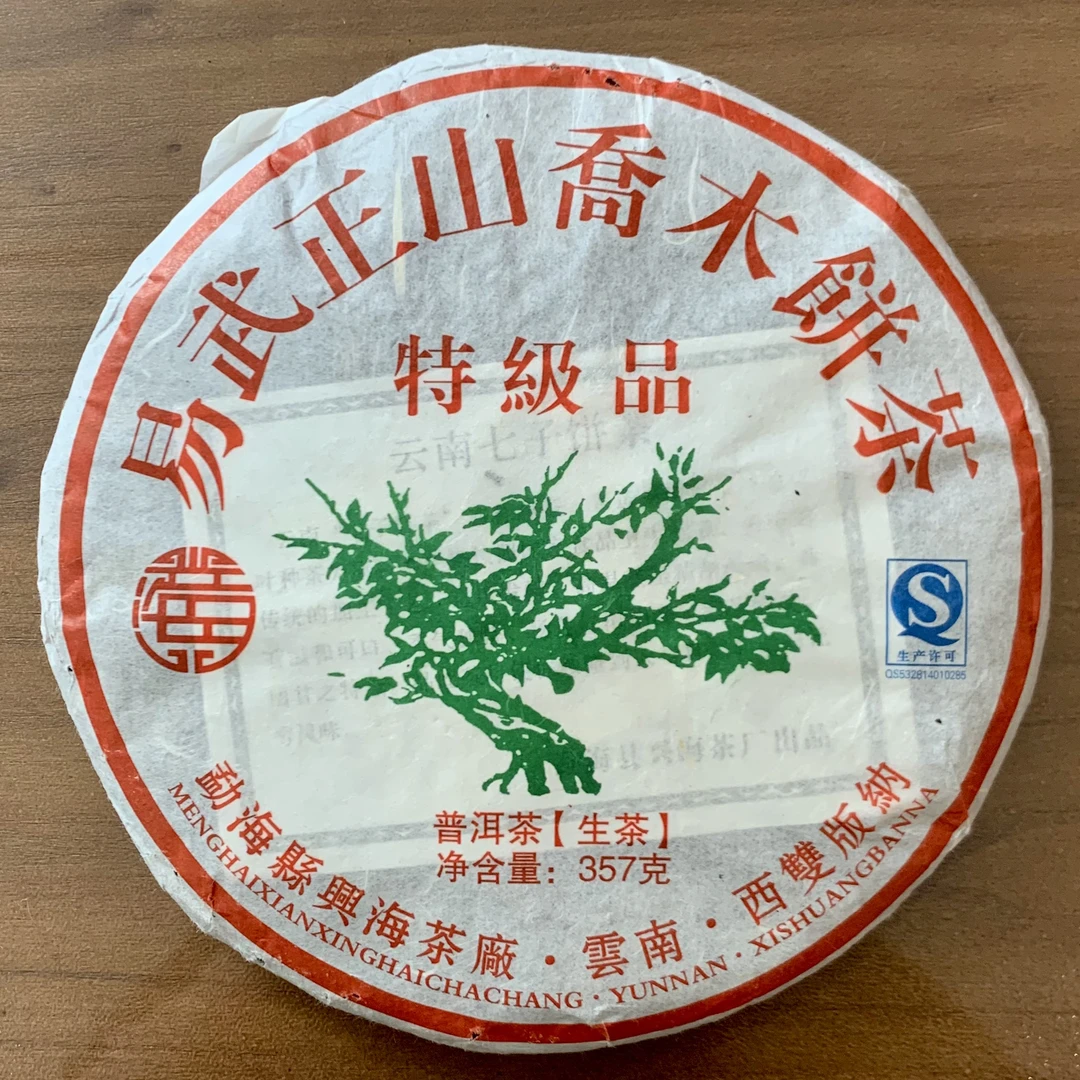 易武正山喬木餅茶
特級品
云南七子饼茶
生产许可
QS532814010285
普洱茶【生茶】
净含量：357克
勐海縣興海茶廠·雲南·西雙版納
MENGHAIXIANXINGHAICHACHANG·YUNNAN·XISHUANGBANNA